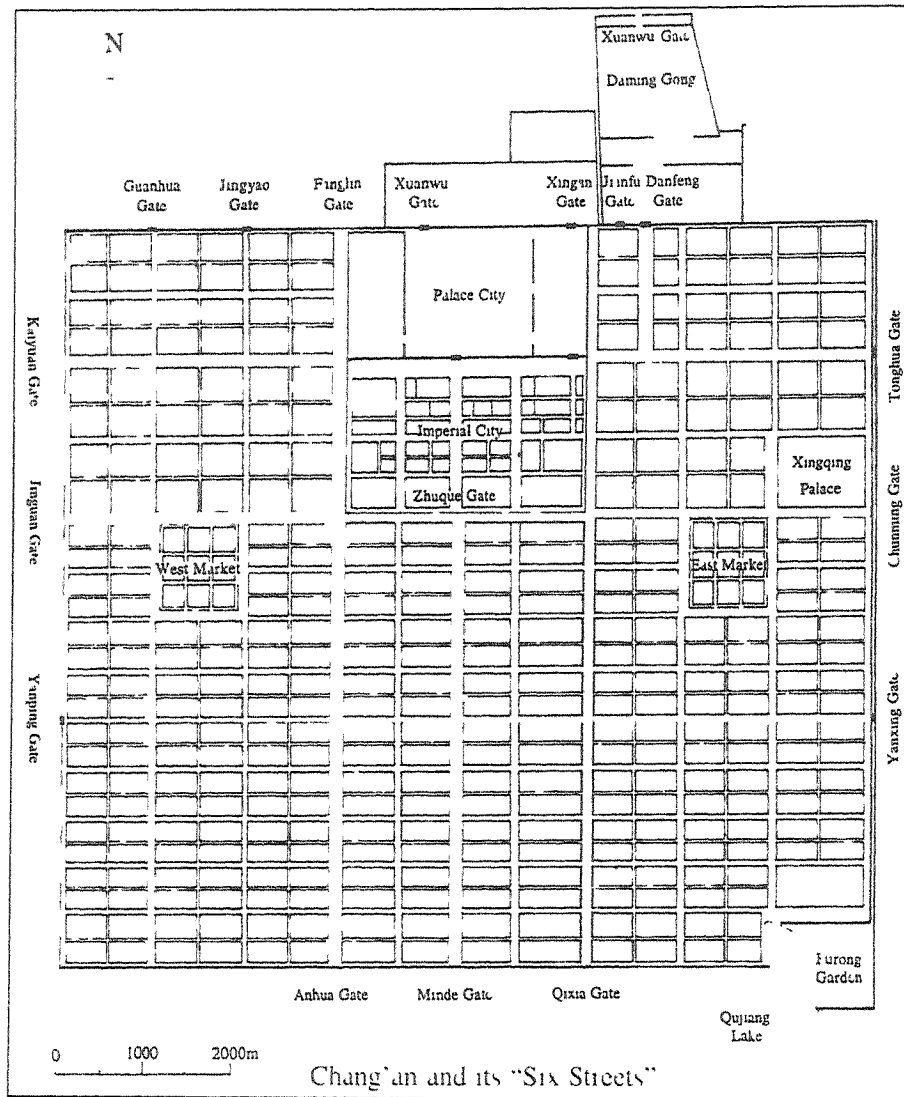 N
Xuanwu Gate
Daming Gong
Guanhua
Gate
Jingyao
Gate
Fanglin
Gate
Xuanwu
Gate
Xingan
Gate
Jianfu
Gate
Danfeng
Gate
Palace City
Kaiyuan Gate
Tonghua Gate
Imperial City
Xingqing
Palace
Zhuque Gate
Jinguan Gate
Chunming Gate
West Market
East Market
Yanping Gate
Yanxing Gate
Furong
Garden
Anhua Gate
Minde Gate
Qixia Gate
Qujiang
Lake
0
1000
2000m
Chang'an and its "Six Streets"